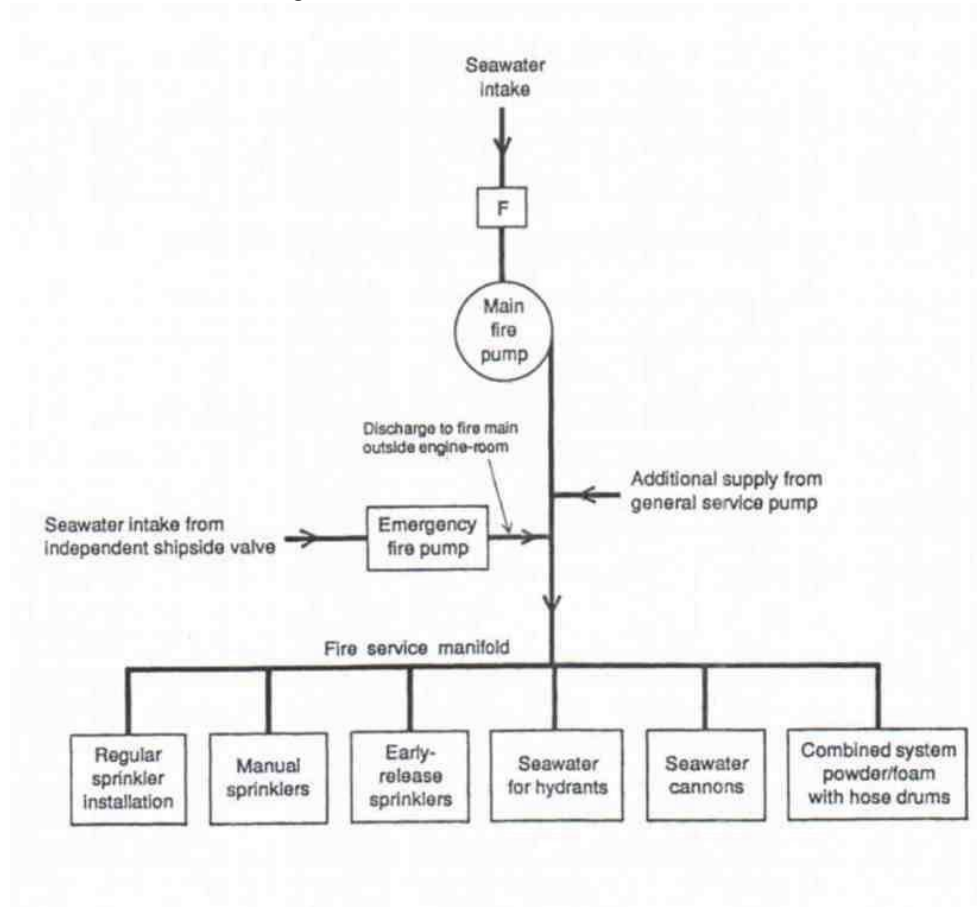 Seawater
intake
F
Main
fire
pump
Discharge to fire main
outside engine-room
Additional supply from
general service pump
Seawater intake from
independent shipside valve
Emergency
fire pump
Fire service manifold
Regular
sprinkler
installation
Manual
sprinklers
Early-
release
sprinklers
Seawater
for hydrants
Seawater
cannons
Combined system
powder/foam
with hose drums